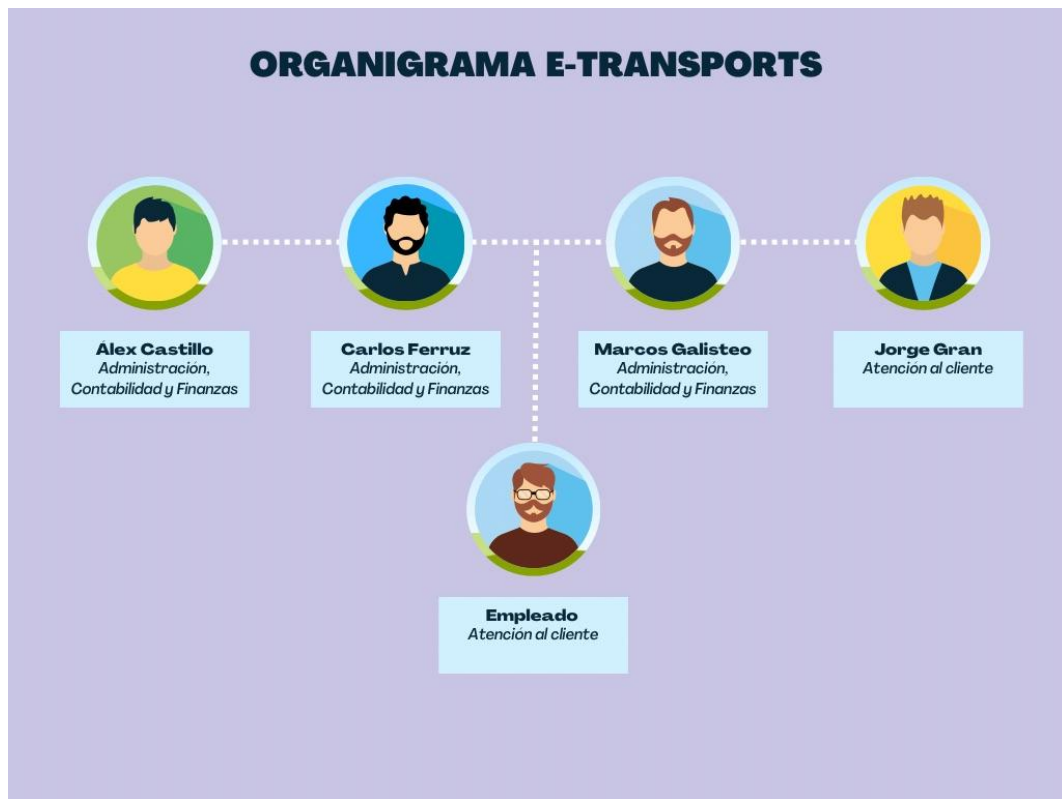 ORGANIGRAMA E-TRANSPORTS
Álex Castillo
Administración,
Contabilidad y Finanzas
Carlos Ferruz
Administración,
Contabilidad y Finanzas
Marcos Galisteo
Administración,
Contabilidad y Finanzas
Jorge Gran
Atención al cliente
Empleado
Atención al cliente